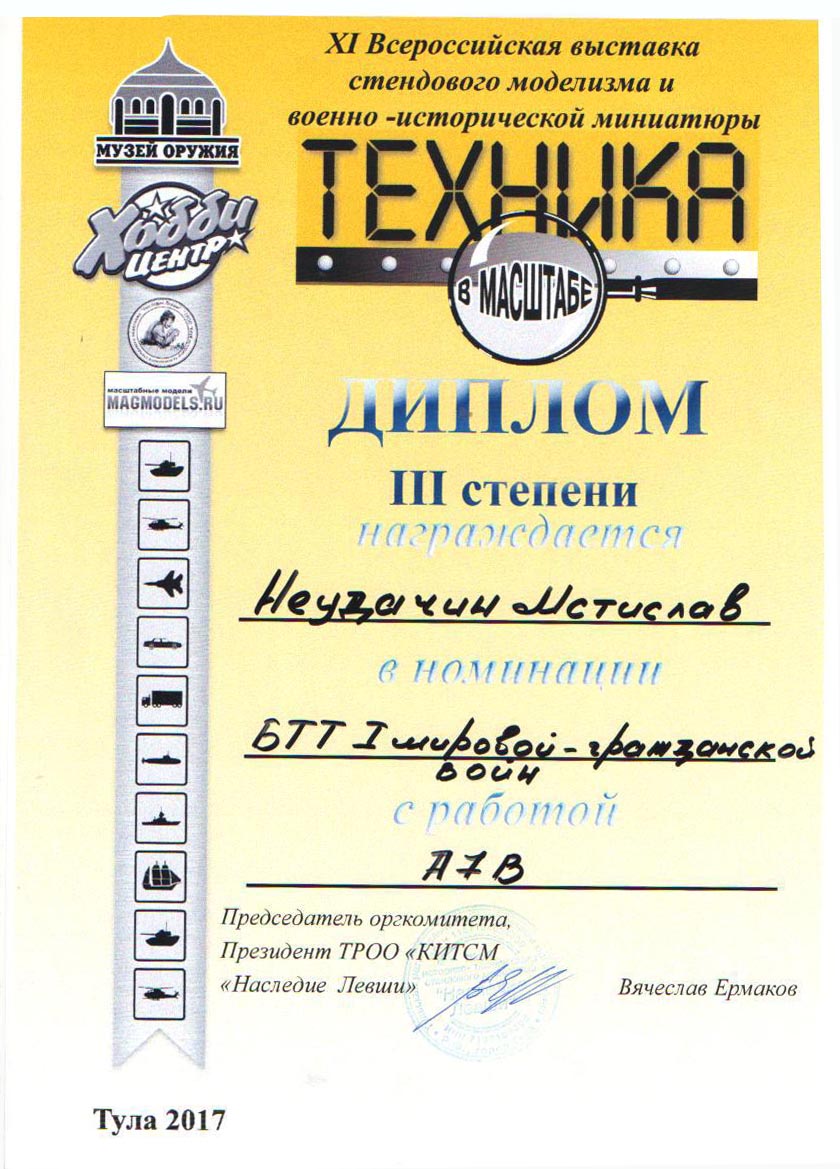 XI Всероссийская выставка
стендового моделизма и
военно -исторической миниатюры
МУЗЕЙ ОРУЖИЯ
ТЕХНИКА
Хобби
ЦЕНТР
В МАСШТАБЕ
масштабные модели
MAGMODELS.RU
ДИПЛОМ
III степени
награждается
Неудачин Мстислав
в номинации
БТТ I мировой-гражданской
войн
с работой
A7B
Председатель оргкомитета,
Президент ТРОО «КИТСМ
«Наследие Левши»
Вячеслав Ермаков
Тула 2017